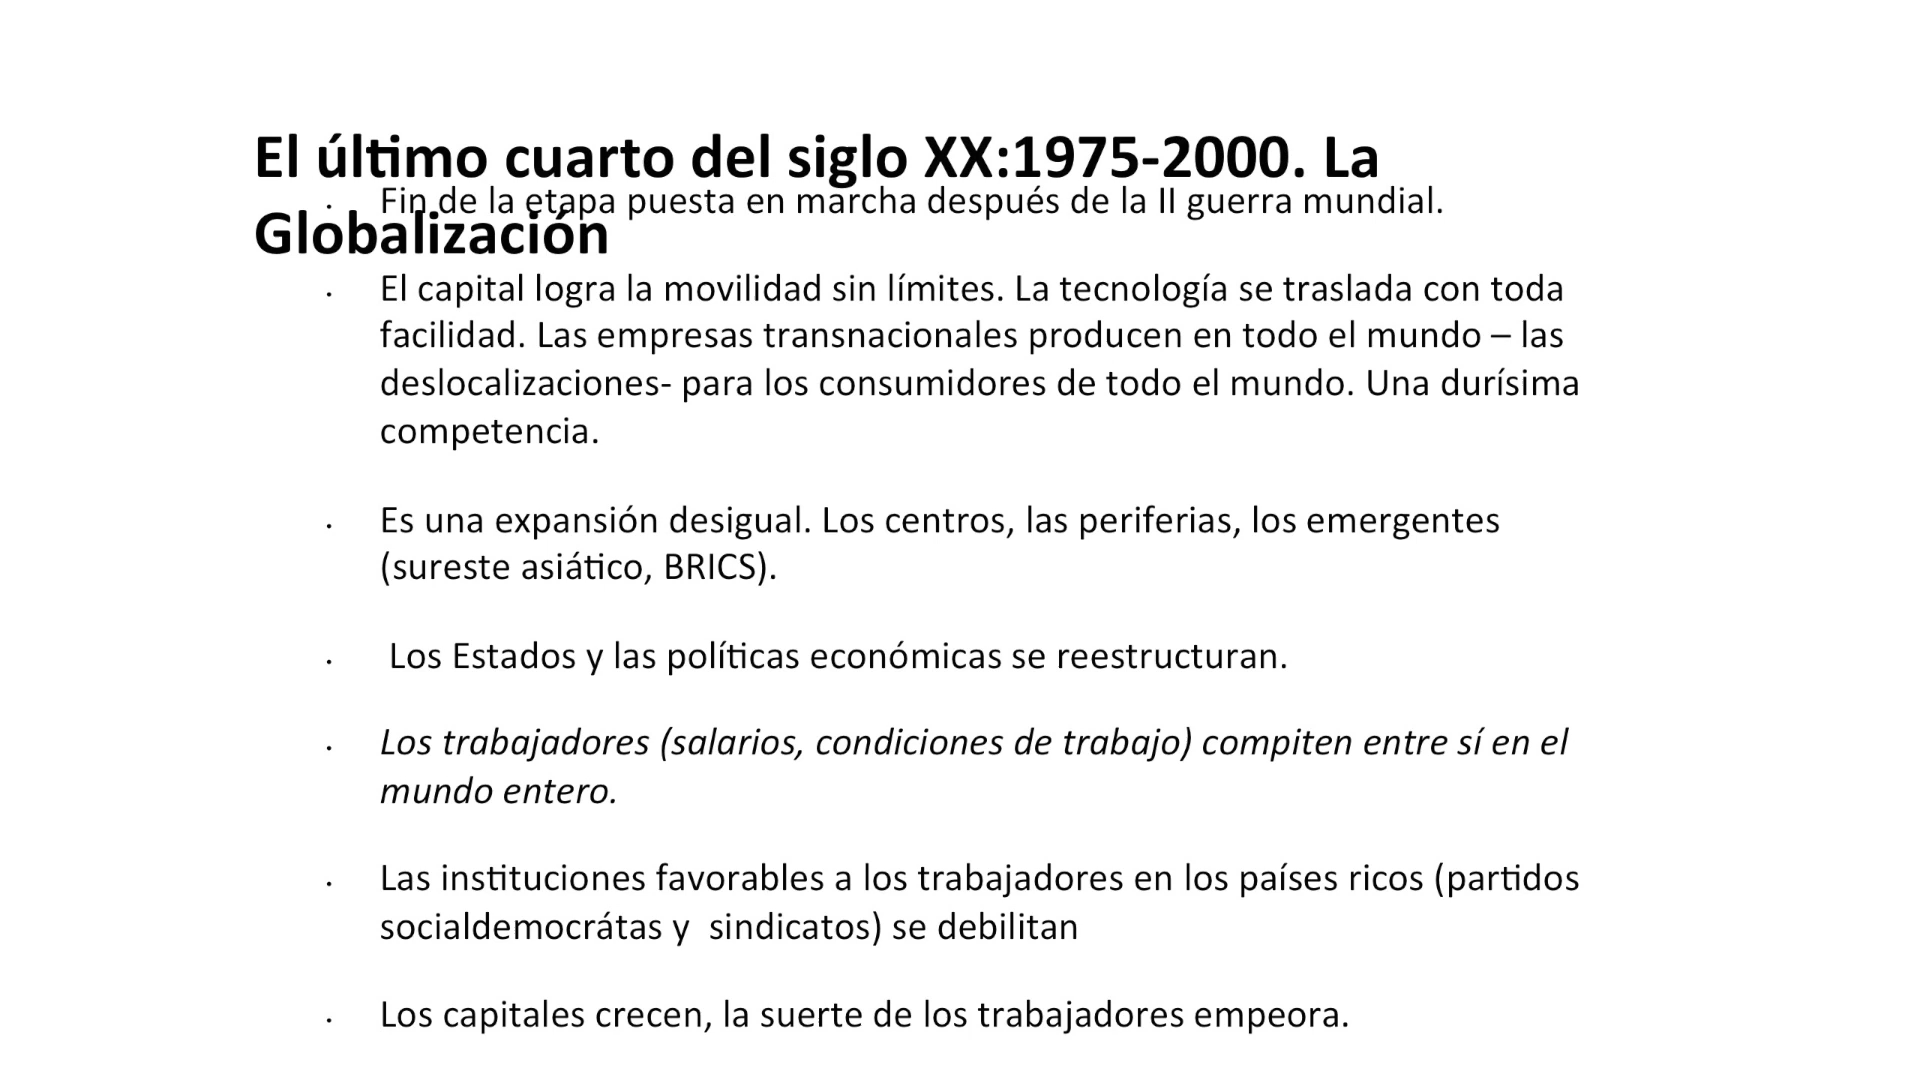 El último cuarto del siglo XX:1975-2000. La
Globalización
· Fin de la etapa puesta en marcha después de la II guerra mundial.
· El capital logra la movilidad sin límites. La tecnología se traslada con toda
facilidad. Las empresas transnacionales producen en todo el mundo – las
deslocalizaciones- para los consumidores de todo el mundo. Una durísima
competencia.
· Es una expansión desigual. Los centros, las periferias, los emergentes
(sureste asiático, BRICS).
· Los Estados y las políticas económicas se reestructuran.
· Los trabajadores (salarios, condiciones de trabajo) compiten entre sí en el
mundo entero.
· Las instituciones favorables a los trabajadores en los países ricos (partidos
socialdemocrátas y  sindicatos) se debilitan
· Los capitales crecen, la suerte de los trabajadores empeora.